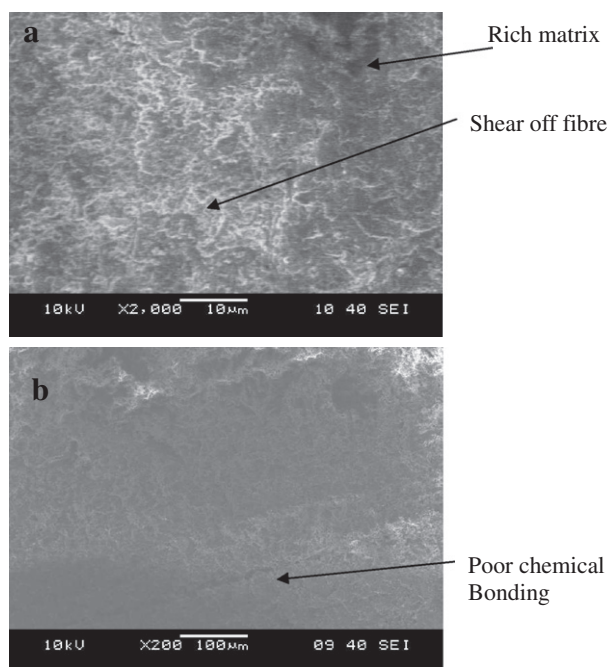 a
Rich matrix
Shear off fibre
10kU X2,000 10µm 10 40 SEI
b
Poor chemical
Bonding
10kU X200 100µm 09 40 SEI